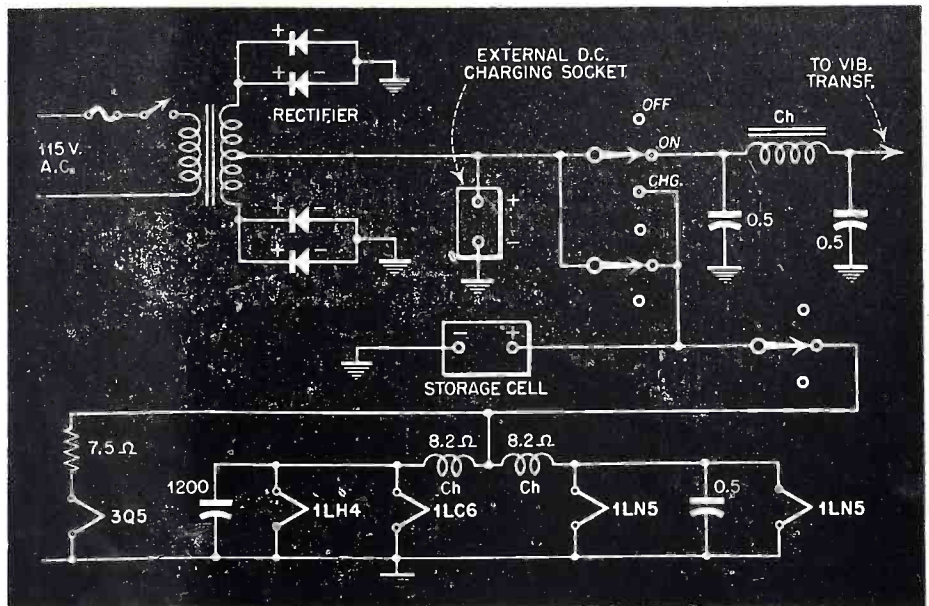 + -
+ -
RECTIFIER
115 V.
A.C.
+ -
+ -
EXTERNAL D.C.
CHARGING SOCKET
+
-
OFF
ON
CHG.
Ch
TO VIB.
TRANSF.
0.5
0.5
- +
STORAGE CELL
7.5 Ω
3Q5
1200
1LH4
1LC6
8.2 Ω
Ch
8.2 Ω
Ch
1LN5
0.5
1LN5